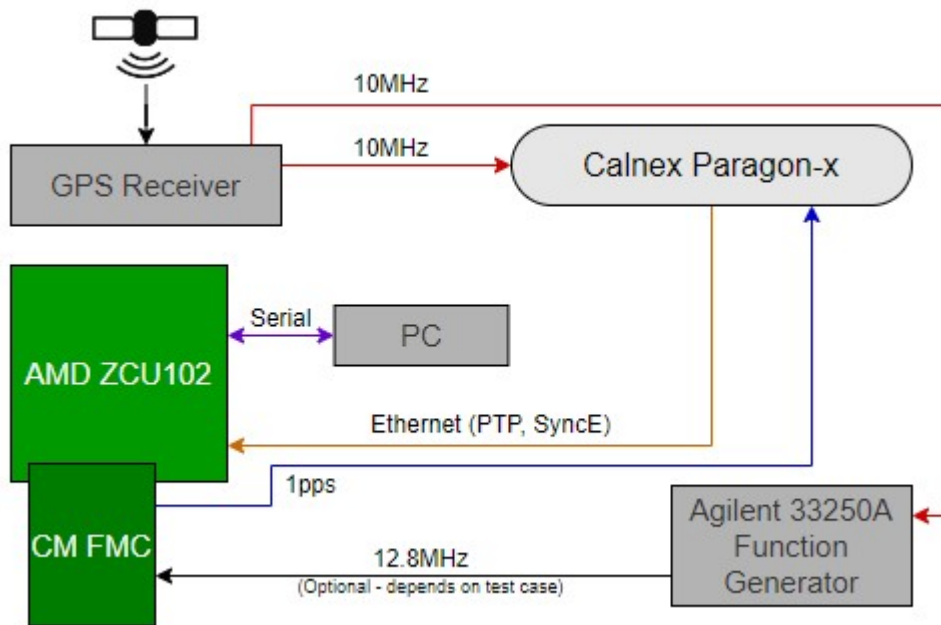 10MHz
10MHz
GPS Receiver
Calnex Paragon-x
Serial
PC
AMD ZCU102
Ethernet (PTP, SyncE)
1pps
CM FMC
12.8MHz
(Optional - depends on test case)
Agilent 33250A
Function
Generator